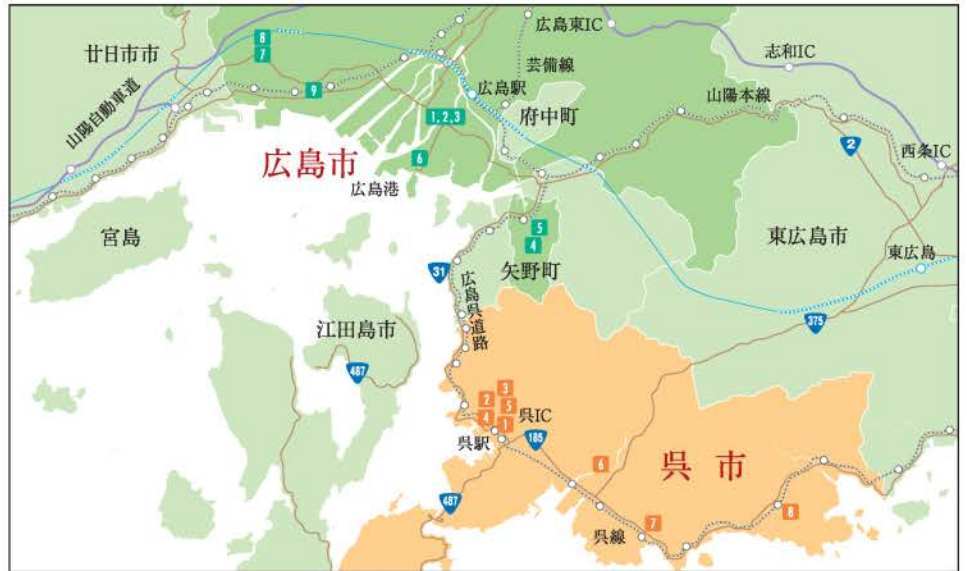 廿日市市
山陽自動車道
8
7
9
広島東IC
芸備線
広島駅
府中町
志和IC
山陽本線
2
西条IC
1,2,3
広島市
6
広島港
宮島
5
4
矢野町
東広島市
東広島
31
広島呉道路
375
江田島市
487
3
2
5
4
1
呉IC
呉駅
185
呉市
6
487
呉線
7
8